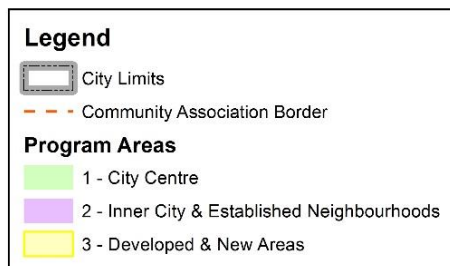 Legend
City Limits
Community Association Border
Program Areas
1 - City Centre
2 - Inner City & Established Neighbourhoods
3 - Developed & New Areas